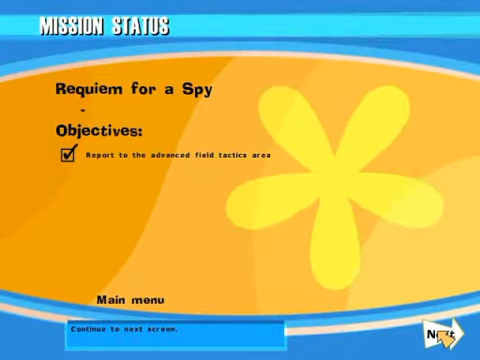 MISSION STATUS
Requiem for a Spy
-
Objectives:
Report to the advanced field tactics area
Main menu
Continue to next screen.
Next